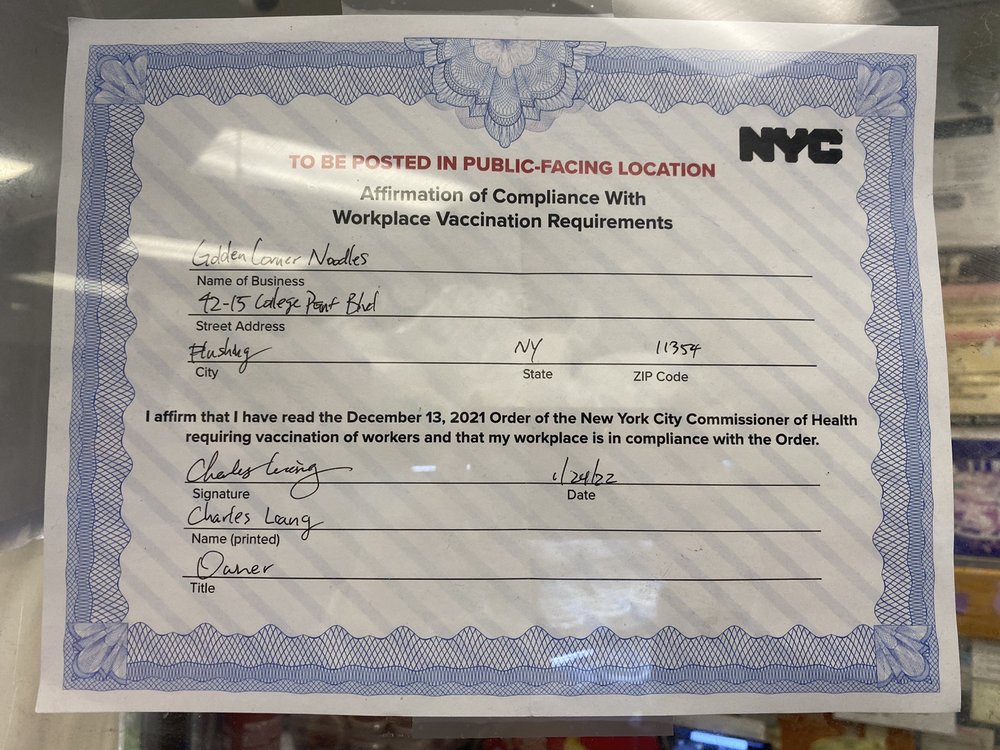 NYC
TO BE POSTED IN PUBLIC-FACING LOCATION
Affirmation of Compliance With
Workplace Vaccination Requirements
Golden Corner Noodles
Name of Business
42-15 College Point Blvd
Street Address
Flushing NY 11354
City State ZIP Code
I affirm that I have read the December 13, 2021 Order of the New York City Commissioner of Health
requiring vaccination of workers and that my workplace is in compliance with the Order.
Charles 1/24/22
Signature Date
Charles Leang
Name (printed)
Owner
Title